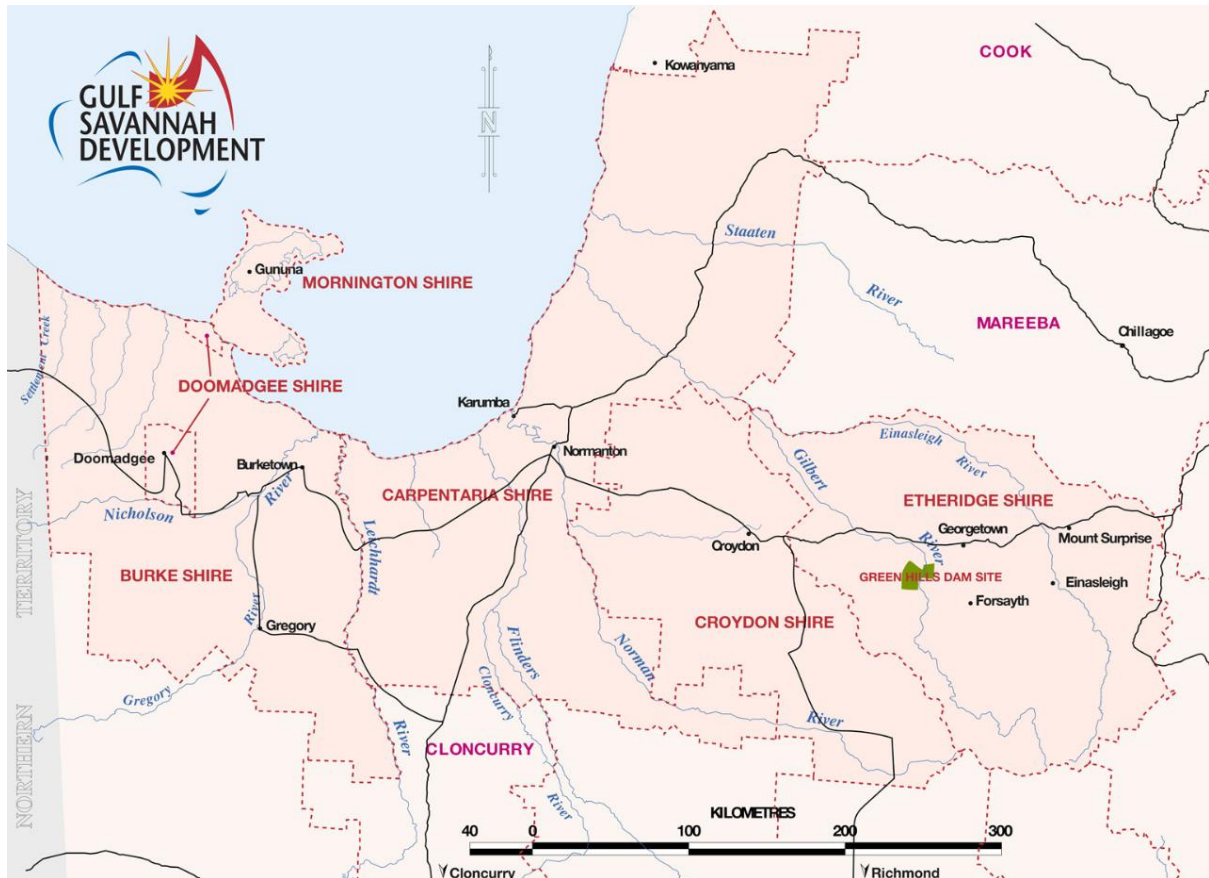 GULF
SAVANNAH
DEVELOPMENT
N
Kowanyama
COOK
Staaten
River
Gununa
MORNINGTON SHIRE
MAREEBA
Chillagoe
Settlement Creek
DOOMADGEE SHIRE
Karumba
Normanton
Einasleigh
River
Doomadgee
Burketown
River
Gilbert
CARPENTARIA SHIRE
ETHERIDGE SHIRE
Nicholson
Leichhardt
Croydon
Georgetown
River
Mount Surprise
NORTHERN TERRITORY
BURKE SHIRE
GREEN HILLS DAM SITE
Einasleigh
Forsayth
River
Gregory
Flinders
CROYDON SHIRE
Norman
Cloncurry
Gregory
River
River
CLONCURRY
River
KILOMETRES
40 0 100 200 300
Cloncurry
Richmond